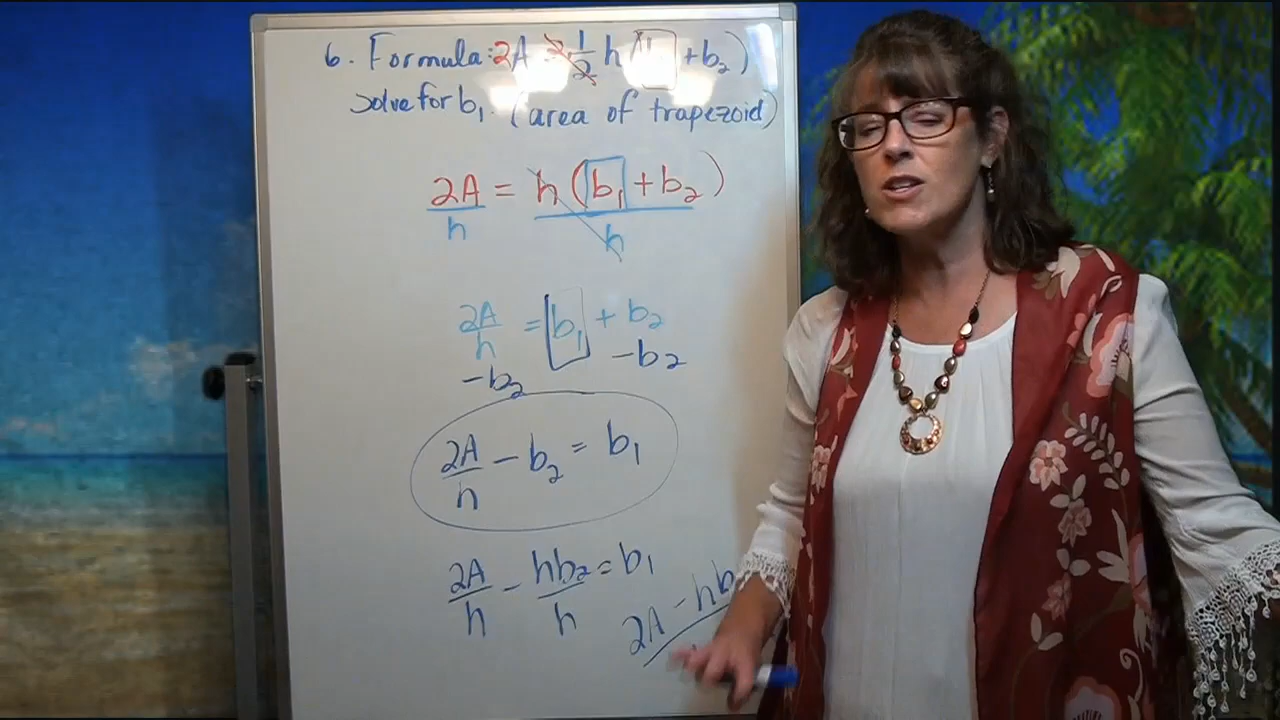 6. Formula: 2A 2 1/2 h ( + b₂)
solve for b₁. (area of trapezoid)
2A/h = h(b₁ + b₂)/h
2A/h = b₁ + b₂
-b₂ -b₂
2A/h - b₂ = b₁
2A/h - hb₂/h = b₁
2A - hb